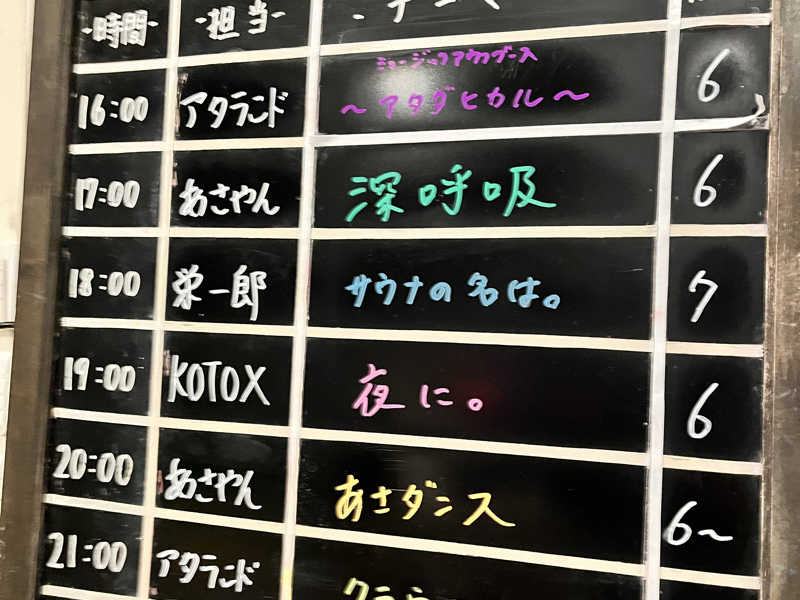 -時間- -担当-
ミュージックアウフグース
16:00 アタランド ～アタダヒカル～ 6
17:00 あさやん 深呼吸 6
18:00 栄一郎 サウナの名は。 7
19:00 KOTOX 夜に。 6
20:00 あさやん あさダンス 6～
21:00 アタランド